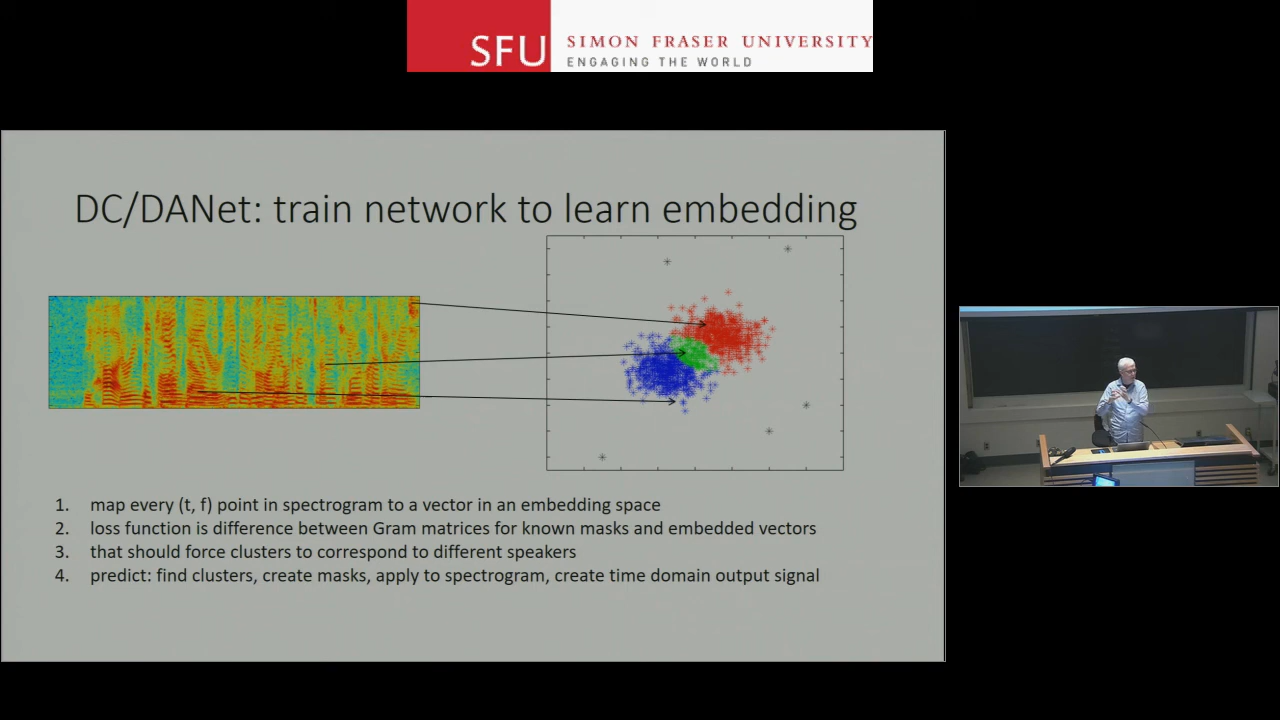 SFU SIMON FRASER UNIVERSITY
ENGAGING THE WORLD
DC/DANet: train network to learn embedding
1. map every (t, f) point in spectrogram to a vector in an embedding space
2. loss function is difference between Gram matrices for known masks and embedded vectors
3. that should force clusters to correspond to different speakers
4. predict: find clusters, create masks, apply to spectrogram, create time domain output signal